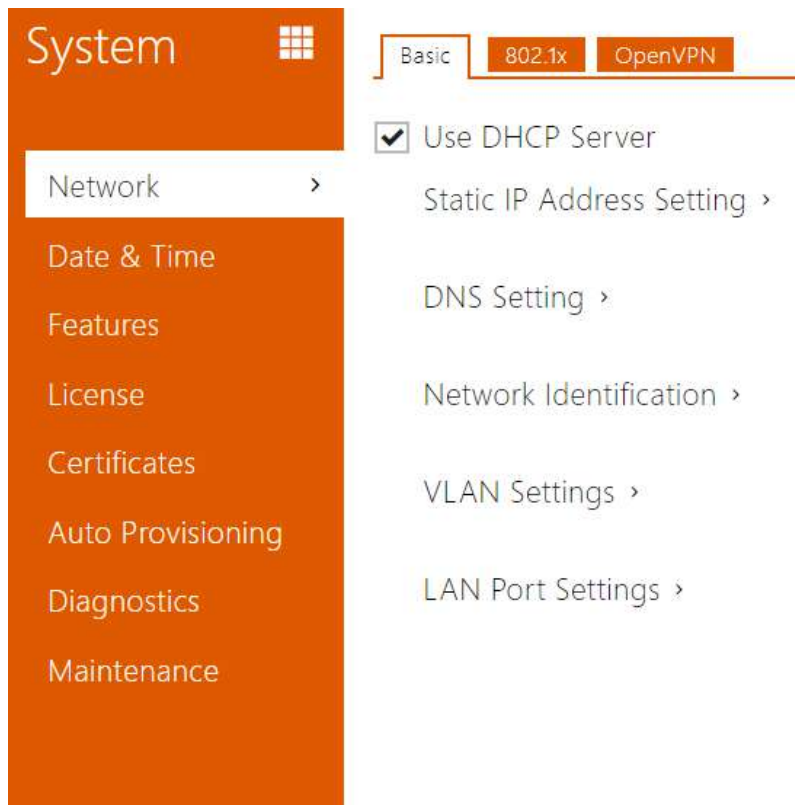 System
Network
Date & Time
Features
License
Certificates
Auto Provisioning
Diagnostics
Maintenance
Basic 802.1x OpenVPN
Use DHCP Server
Static IP Address Setting
DNS Setting
Network Identification
VLAN Settings
LAN Port Settings